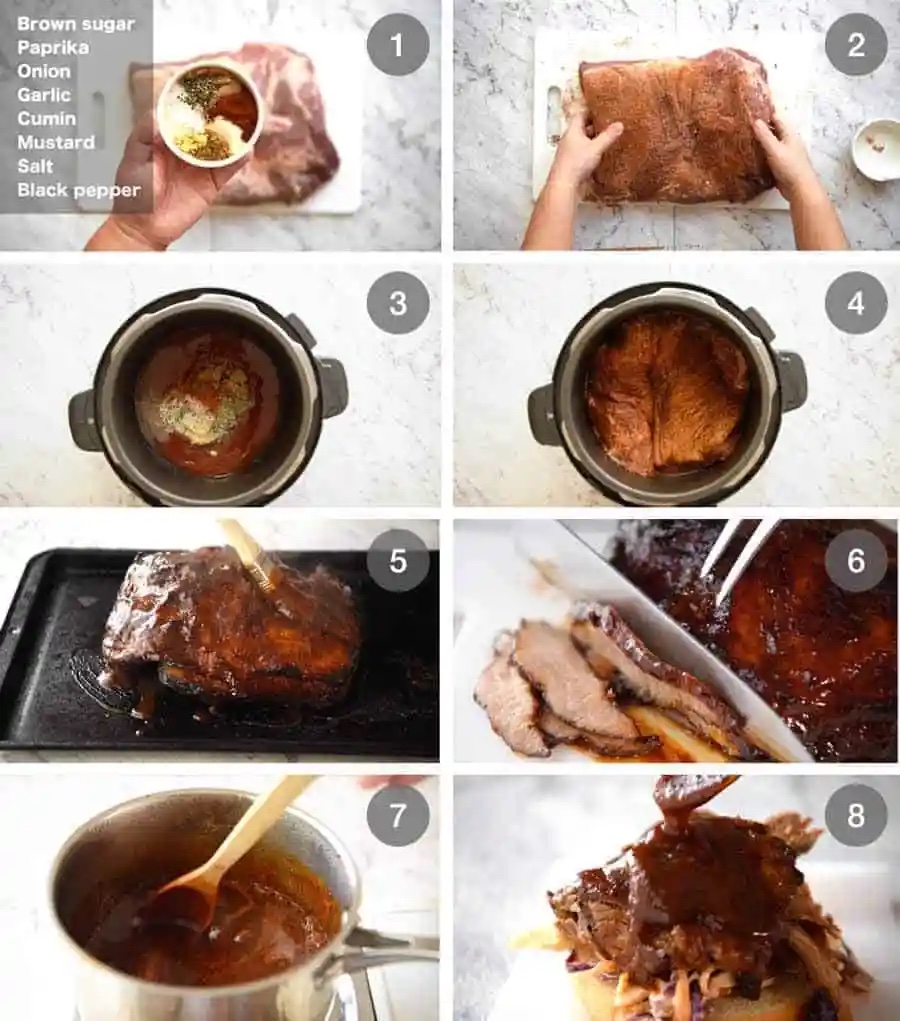 Brown sugar
Paprika
Onion
Garlic
Cumin
Mustard
Salt
Black pepper
1
2
3
4
5
6
7
8